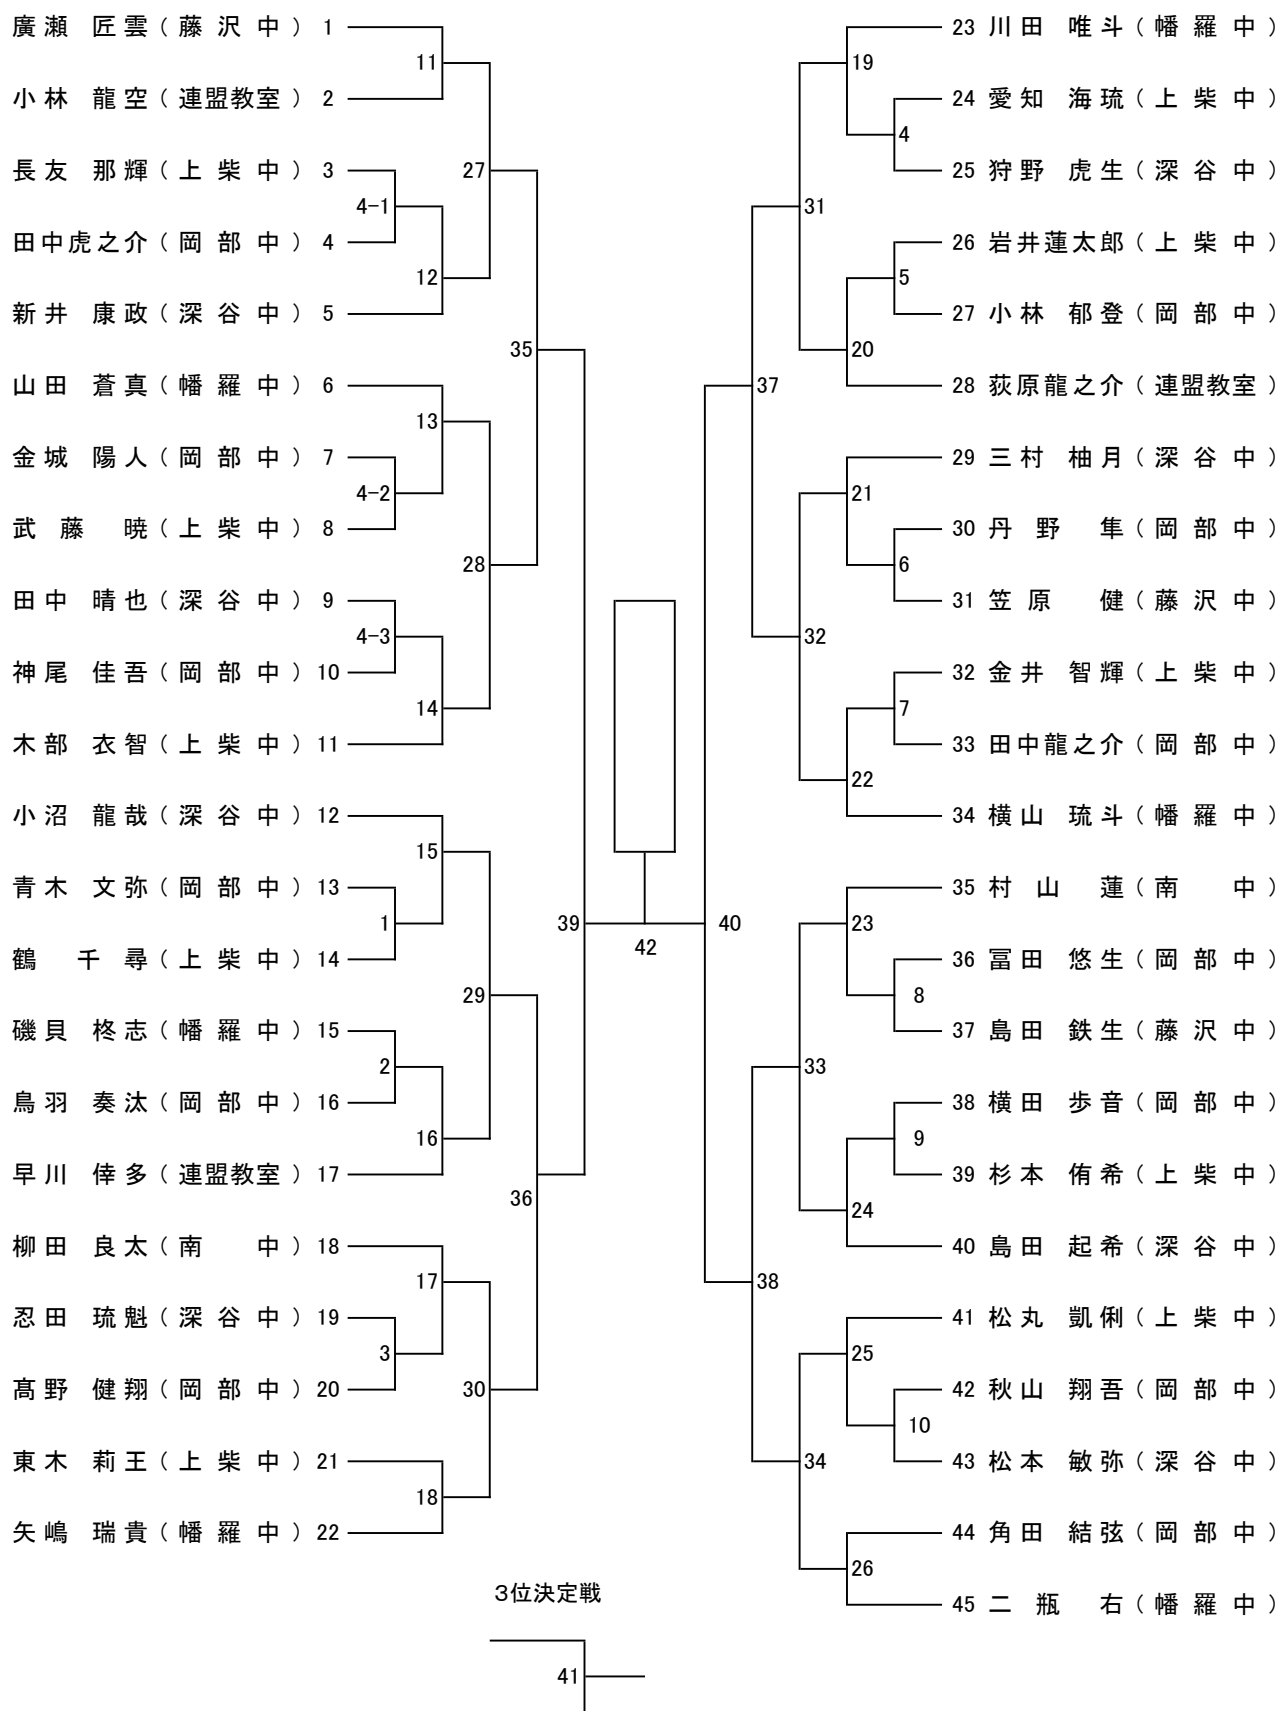 廣瀬 匠雲（藤沢中） 1
11
小林 龍空（連盟教室） 2
長友 那輝（上柴中） 3
27
4-1
田中虎之介（岡部中） 4
12
新井 康政（深谷中） 5
35
山田 蒼真（幡羅中） 6
13
金城 陽人（岡部中） 7
4-2
武藤 暁（上柴中） 8
28
田中 晴也（深谷中） 9
4-3
神尾 佳吾（岡部中） 10
14
木部 衣智（上柴中） 11
小沼 龍哉（深谷中） 12
15
青木 文弥（岡部中） 13
1
39
鶴 千尋（上柴中） 14
29
磯貝 柊志（幡羅中） 15
2
鳥羽 奏汰（岡部中） 16
16
早川 倖多（連盟教室） 17
36
柳田 良太（南 中） 18
17
忍田 琉魁（深谷中） 19
3
髙野 健翔（岡部中） 20
30
東木 莉王（上柴中） 21
18
矢嶋 瑞貴（幡羅中） 22
42
23 川田 唯斗（幡羅中）
19
24 愛知 海琉（上柴中）
4
25 狩野 虎生（深谷中）
31
26 岩井蓮太郎（上柴中）
5
27 小林 郁登（岡部中）
20
28 荻原龍之介（連盟教室）
37
29 三村 柚月（深谷中）
21
30 丹野 隼（岡部中）
6
31 笠原 健（藤沢中）
32
32 金井 智輝（上柴中）
7
33 田中龍之介（岡部中）
22
34 横山 琉斗（幡羅中）
35 村山 蓮（南 中）
23
40
36 冨田 悠生（岡部中）
8
37 島田 鉄生（藤沢中）
33
38 横田 歩音（岡部中）
9
39 杉本 侑希（上柴中）
24
40 島田 起希（深谷中）
38
41 松丸 凱俐（上柴中）
25
42 秋山 翔吾（岡部中）
10
43 松本 敏弥（深谷中）
34
44 角田 結弦（岡部中）
26
45 二瓶 右（幡羅中）
3位決定戦
41